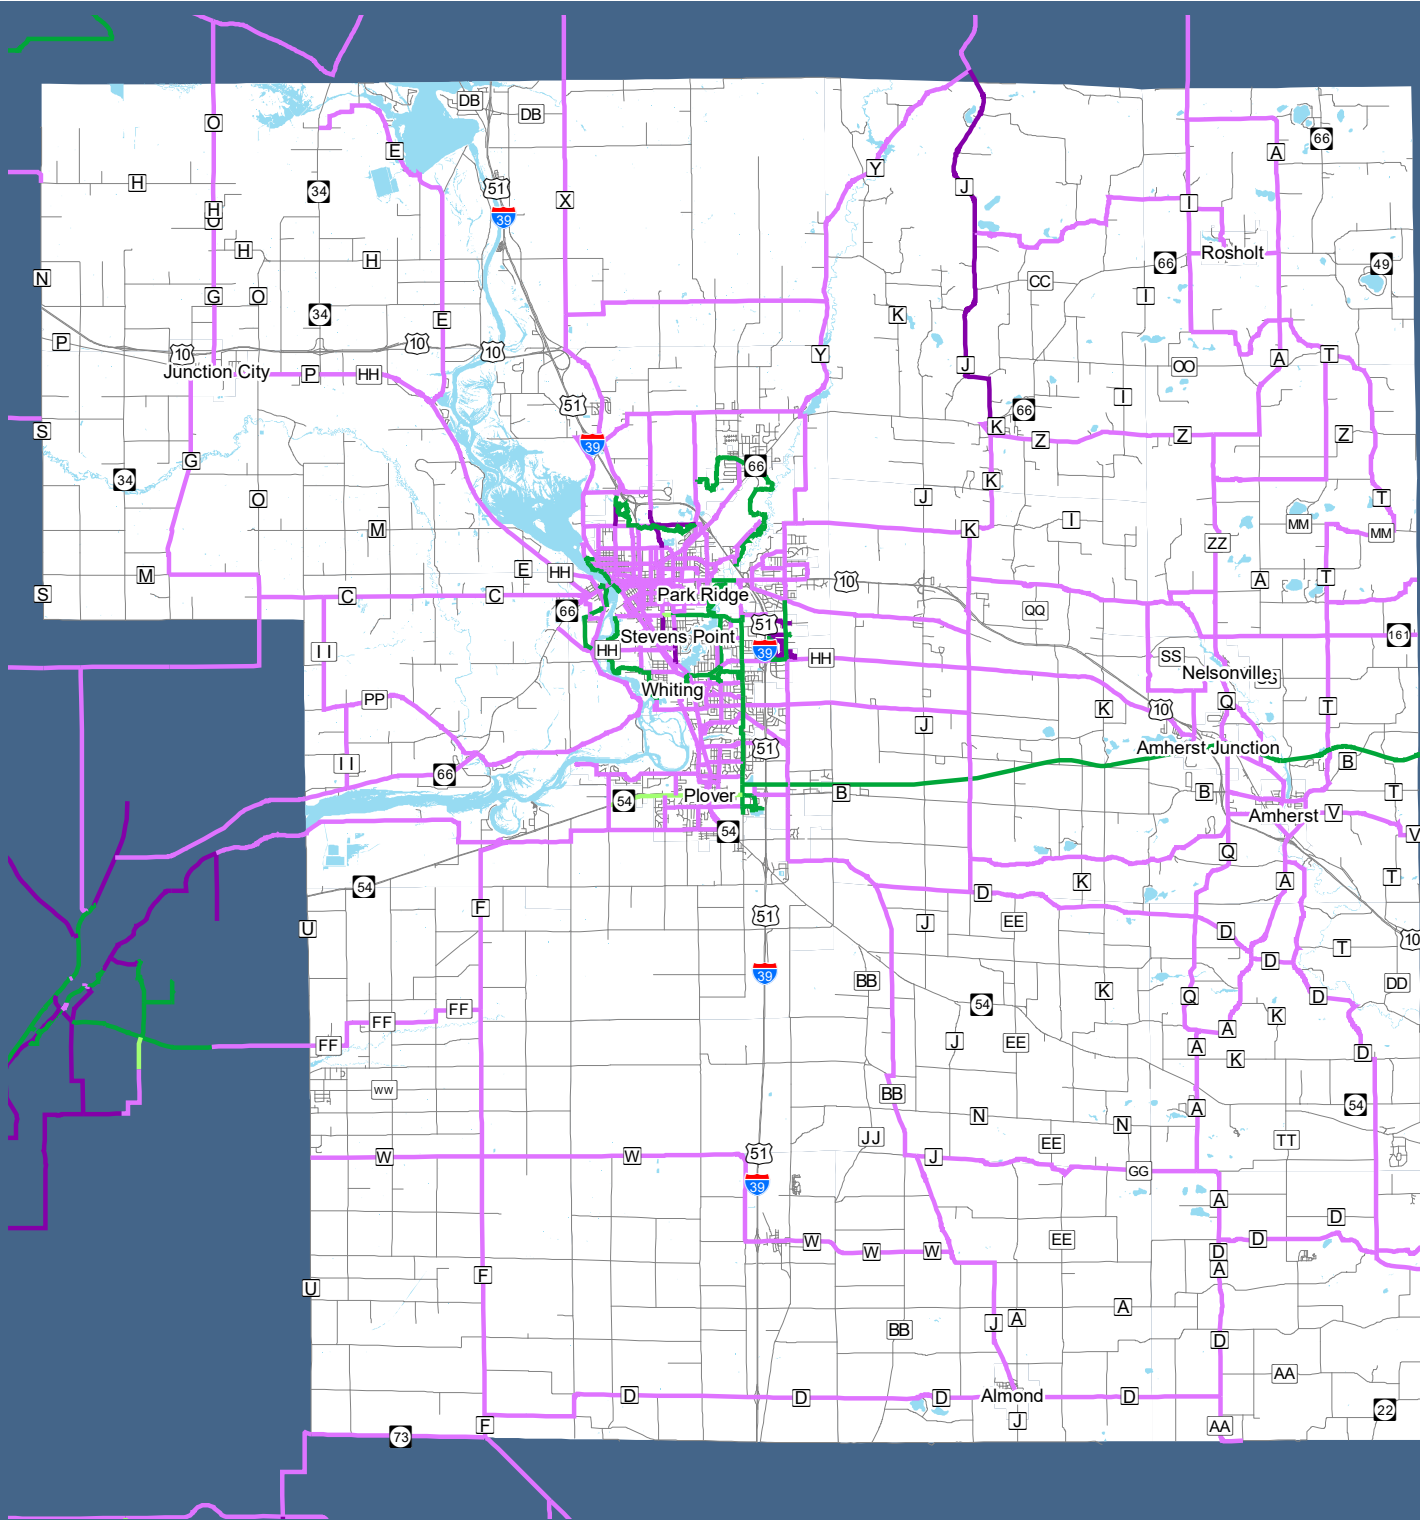 DB
DB
O
E
A
66
Y
H
34
51
J
X
I
H
O
39
H
H
Rosholt
66
49
N
CC
G
O
I
34
K
E
P
10
10
10
Y
T
A
J
OO
Junction City
P
HH
I
51
66
K
S
Z
Z
Z
39
G
66
34
K
O
J
T
MM
I
M
K
MM
ZZ
E
HH
M
T
10
A
S
C
C
Park Ridge
66
QQ
51
Stevens Point
161
II
HH
39
HH
SS
Nelsonville
SS
Whiting
PP
Q
K
10
T
J
51
Amherst Junction
II
B
66
B
B
T
54
Plover
Amherst
V
54
V
Q
T
K
A
54
D
F
51
J
EE
U
D
10
T
D
39
BB
DD
K
Q
D
54
FF
K
FF
A
J
EE
FF
A
D
K
WW
BB
54
A
N
N
JJ
EE
TT
51
W
W
J
GG
39
A
D
EE
D
W
W
W
D
A
F
U
A
A
J
BB
D
AA
D
D
D
Almond
D
22
J
F
AA
73